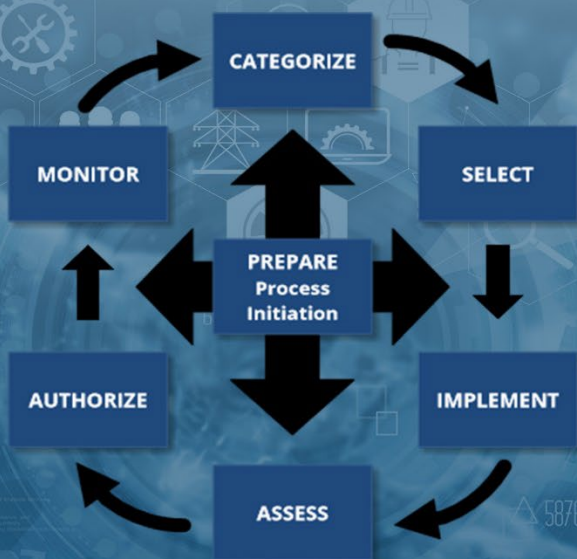 CATEGORIZE
MONITOR
SELECT
PREPARE
Process
Initiation
AUTHORIZE
IMPLEMENT
ASSESS